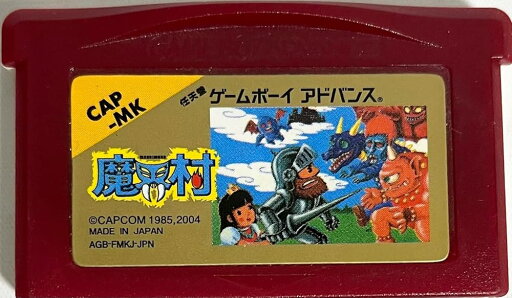 CAP
-MK
任天堂 ゲームボーイ アドバンス®
魔界村
©CAPCOM 1985,2004
MADE IN JAPAN
AGB-FMKJ-JPN